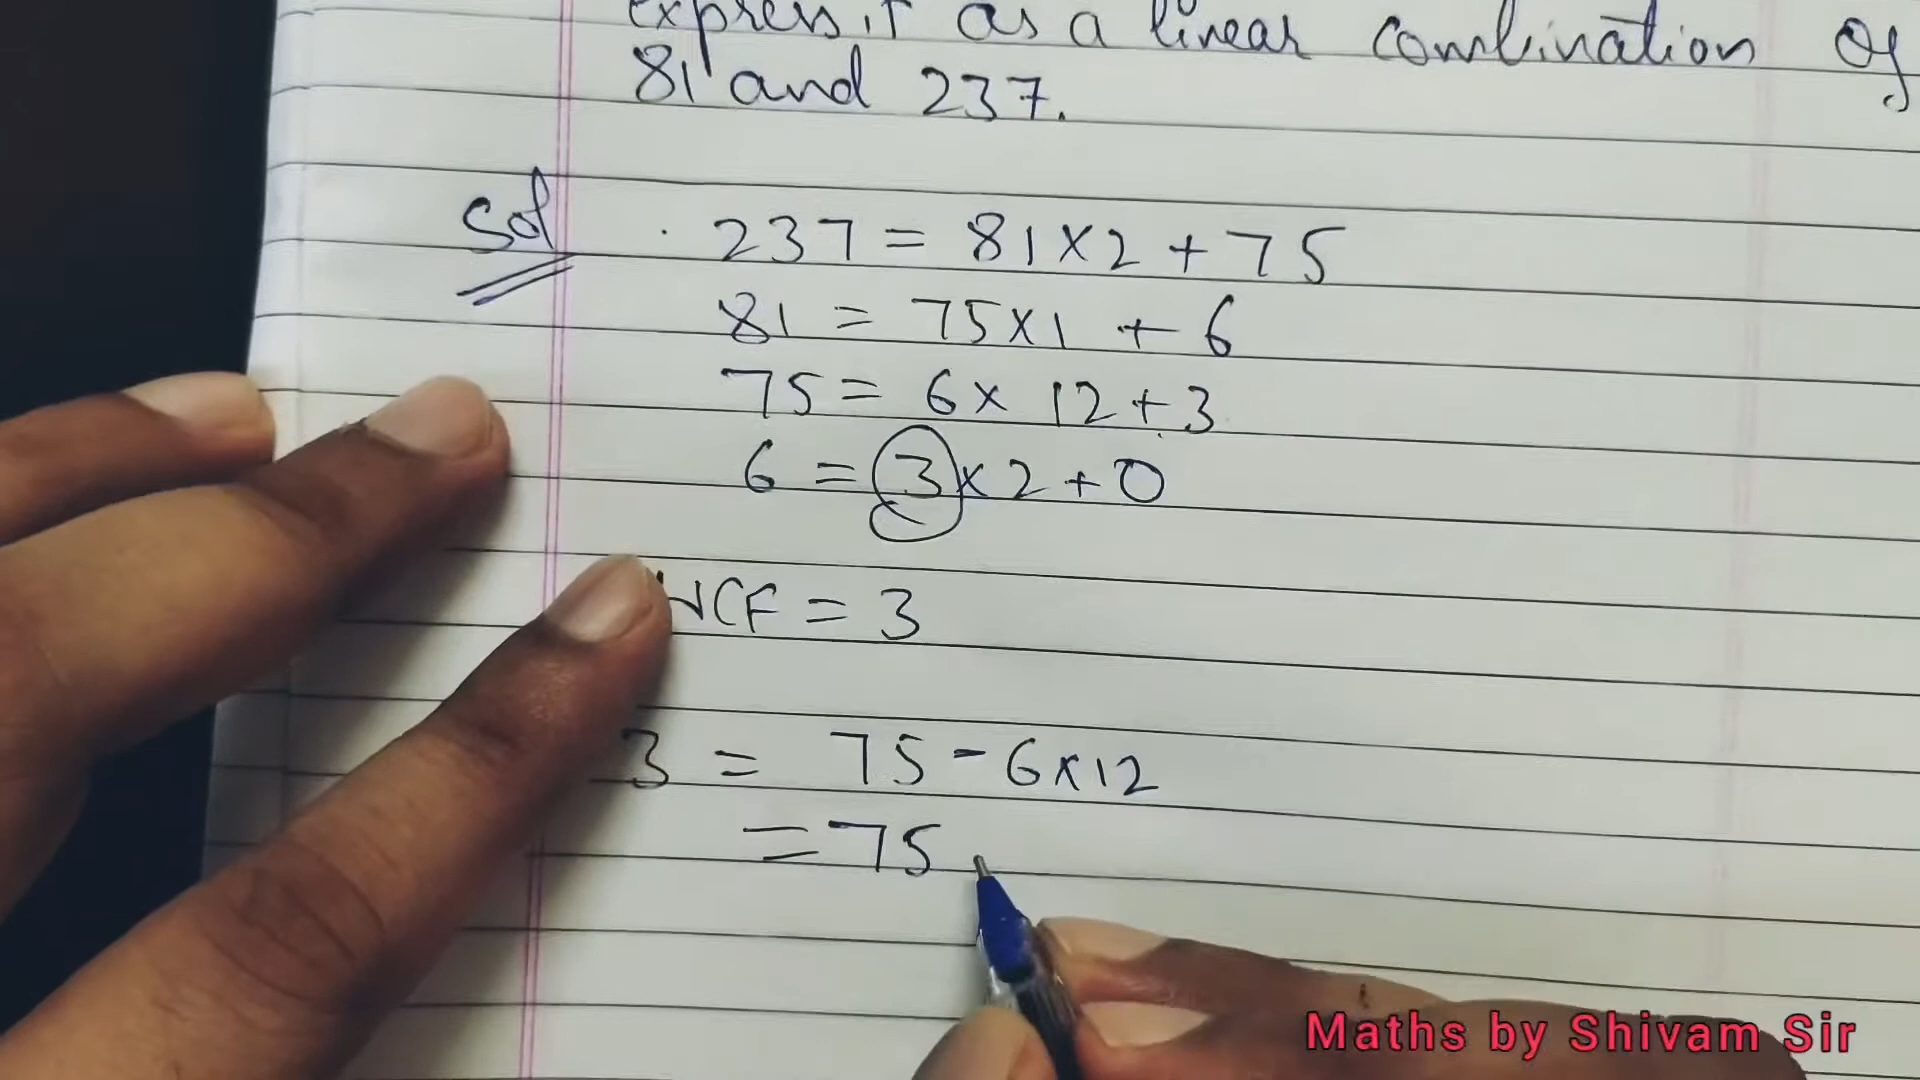 express it as a linear combination of
81 and 237.
Sol
237 = 81×2 + 75
81 = 75×1 + 6
75 = 6× 12+3
6 = 3×2+0
HCF = 3
3 = 75 - 6×12
= 75
Maths by Shivam Sir